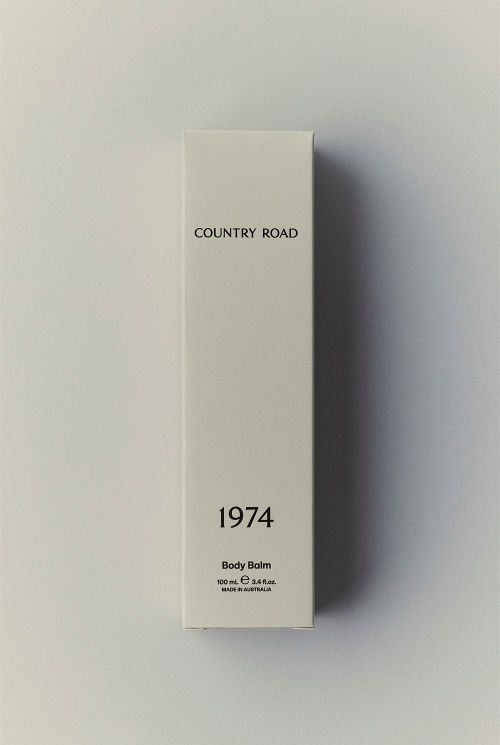 COUNTRY ROAD
1974
Body Balm
100 mL ℮ 3.4 fl.oz.
MADE IN AUSTRALIA